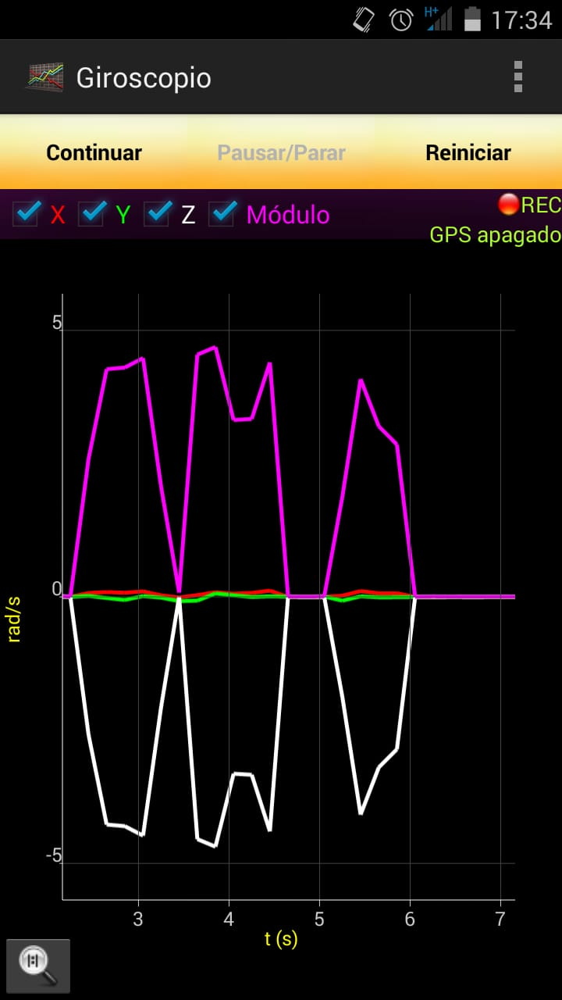 H+ 17:34
Giroscopio
Continuar Pausar/Parar Reiniciar
X Y Z Módulo REC
GPS apagado
5
0
rad/s
-5
3 4 5 6 7
t (s)